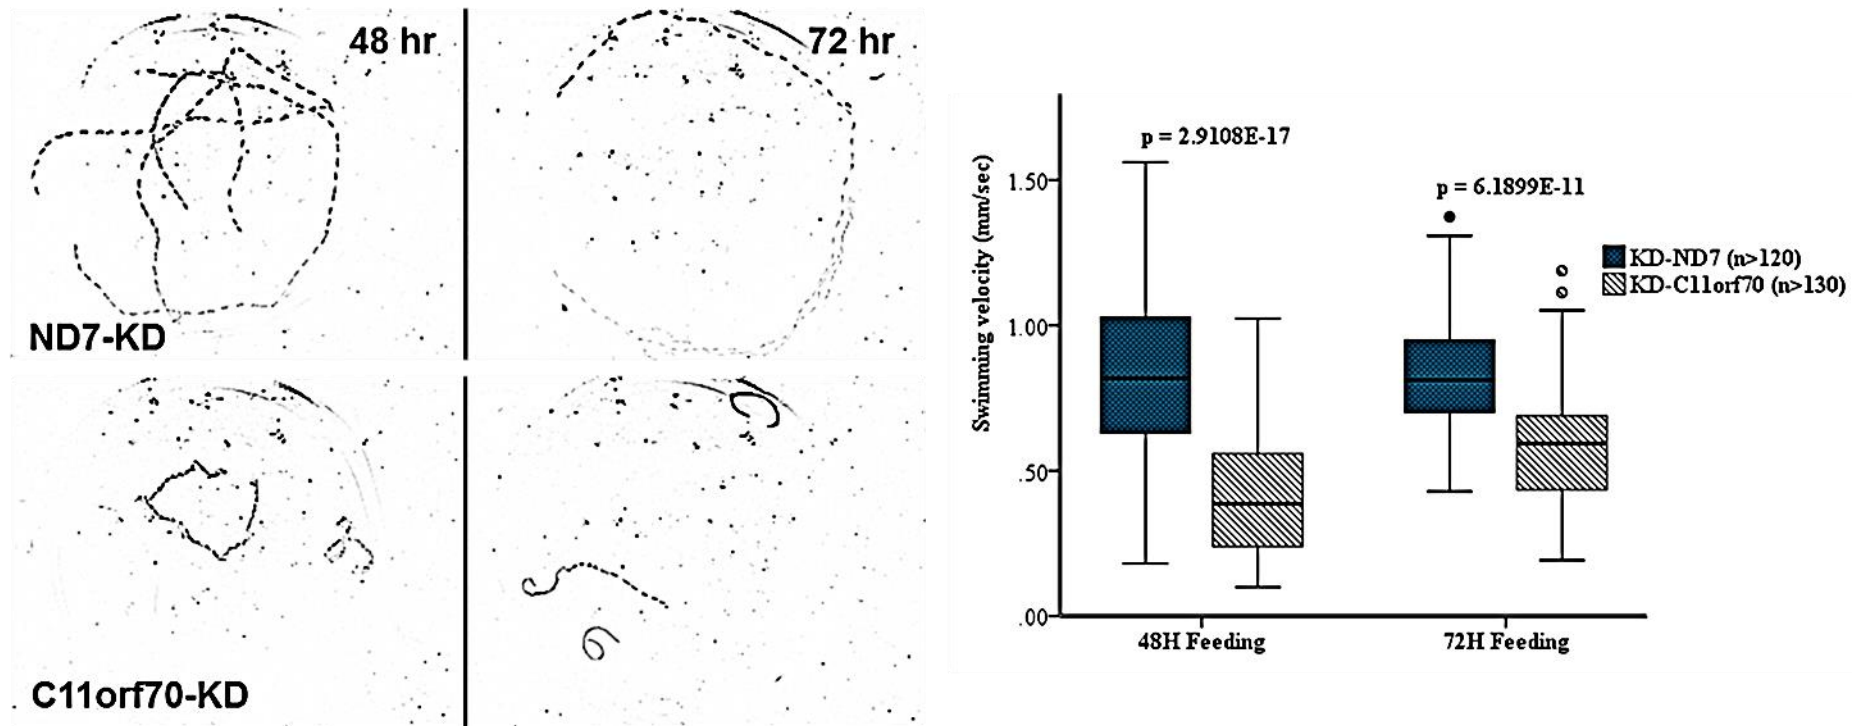 48 hr
72 hr
ND7-KD
C11orf70-KD
Swimming velocity (mm/sec)
1.50
1.00
.50
.00
p = 2.9108E-17
p = 6.1899E-11
KD-ND7 (n>120)
KD-C11orf70 (n>130)
48H Feeding
72H Feeding